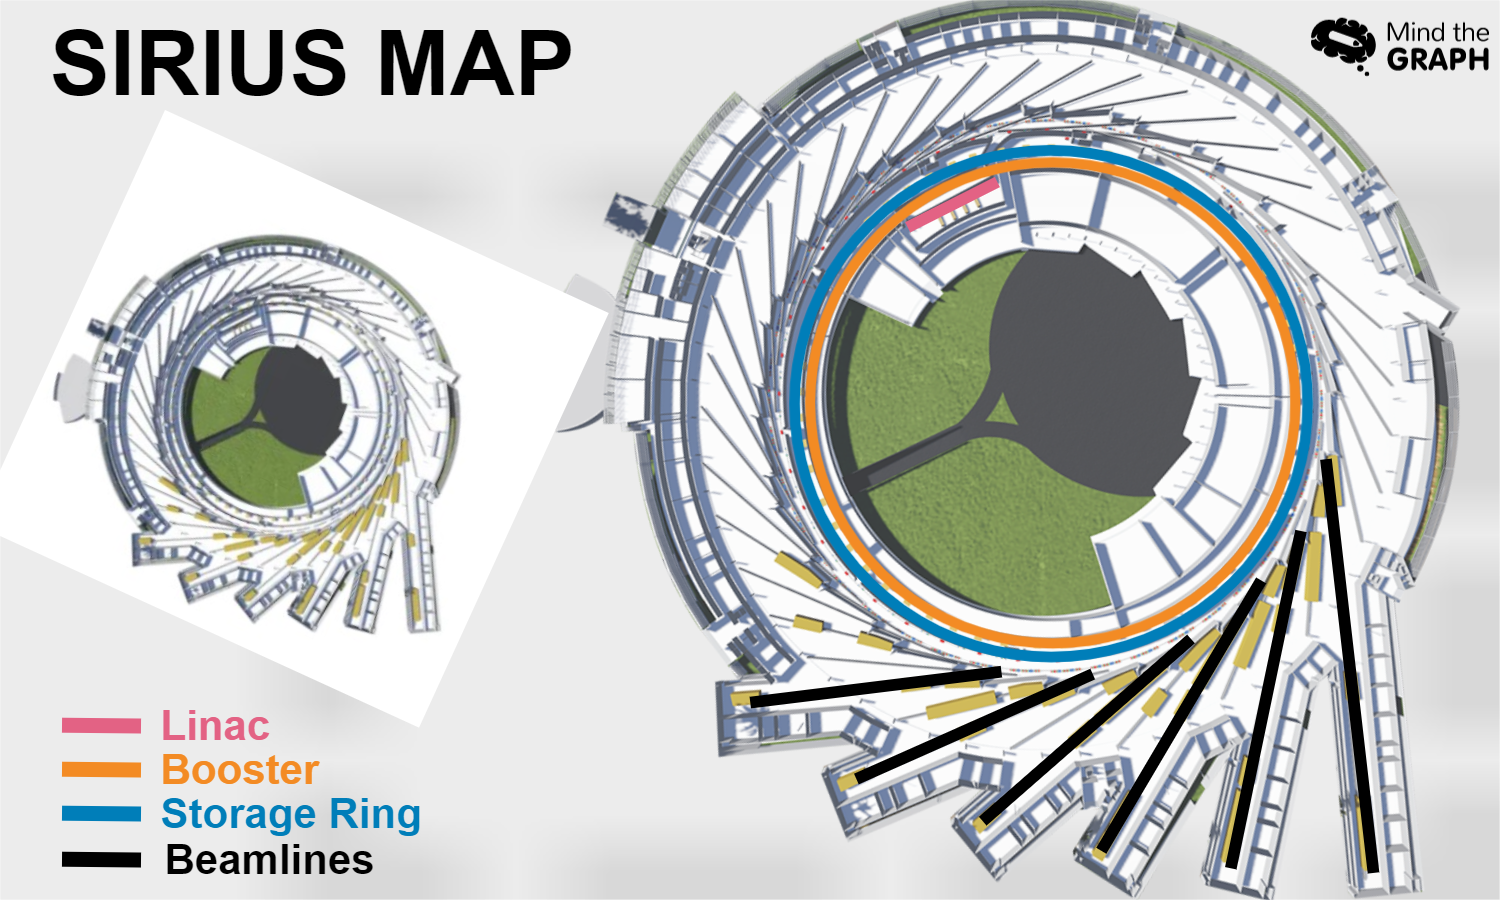 SIRIUS MAP
Mind the
GRAPH
Linac
Booster
Storage Ring
Beamlines